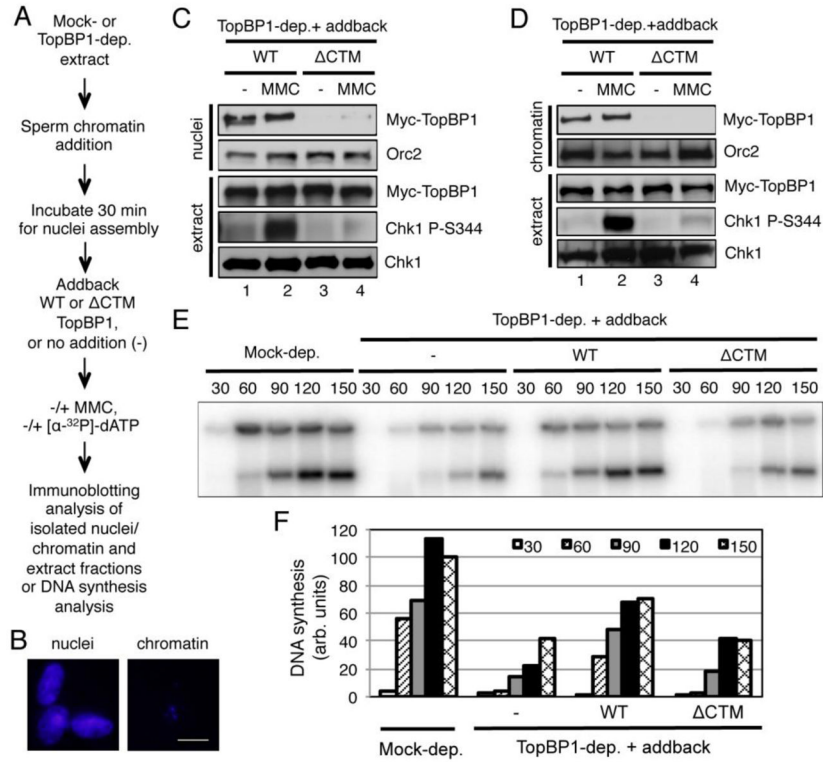 A
Mock- or
TopBP1-dep.
extract
Sperm chromatin
addition
Incubate 30 min
for nuclei assembly
Addback
WT or ΔCTM
TopBP1,
or no addition (-)
-/+ MMC,
-/+ [α-³²P]-dATP
Immunoblotting
analysis of
isolated nuclei/
chromatin and
extract fractions
or DNA synthesis
analysis
B
nuclei chromatin
C
TopBP1-dep.+ addback
WT ΔCTM
- MMC - MMC
nuclei
Myc-TopBP1
Orc2
extract
Myc-TopBP1
Chk1 P-S344
Chk1
1 2 3 4
D
TopBP1-dep.+addback
WT ΔCTM
- MMC - MMC
chromatin
Myc-TopBP1
Orc2
extract
Myc-TopBP1
Chk1 P-S344
Chk1
1 2 3 4
E
TopBP1-dep. + addback
Mock-dep. - WT ΔCTM
30 60 90 120 150 30 60 90 120 150 30 60 90 120 150 30 60 90 120 150
F
DNA synthesis
(arb. units)
120
100
80
60
40
20
0
30 60 90 120 150
- WT ΔCTM
Mock-dep. TopBP1-dep. + addback